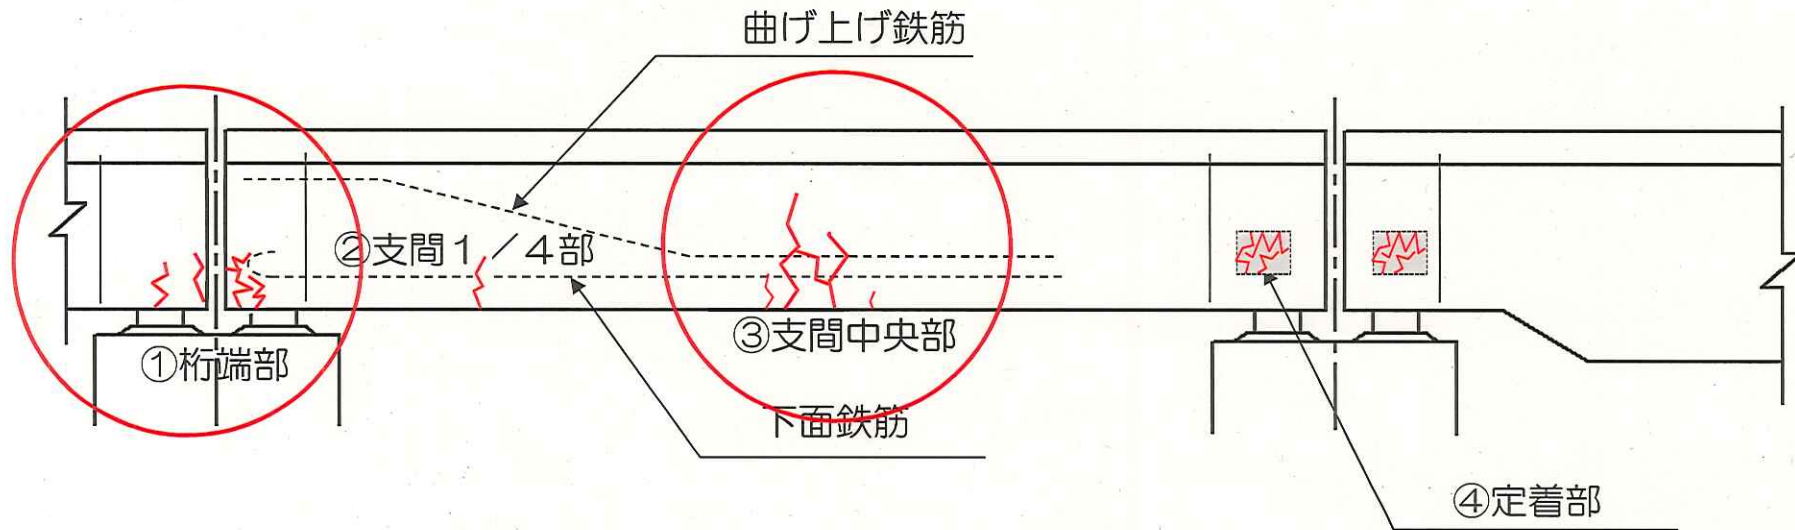 曲げ上げ鉄筋
②支間1／4部
③支間中央部
①桁端部
下面鉄筋
④定着部